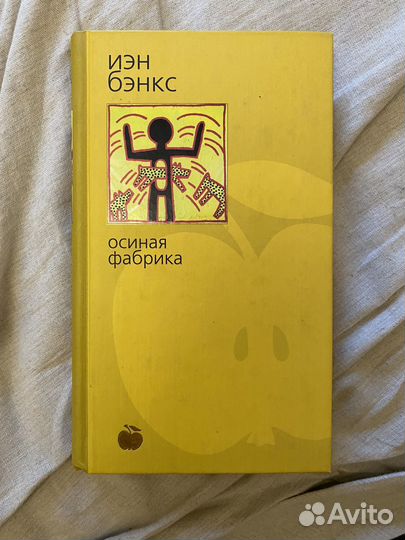 иэн
бэнкс
осиная
фабрика
Avito